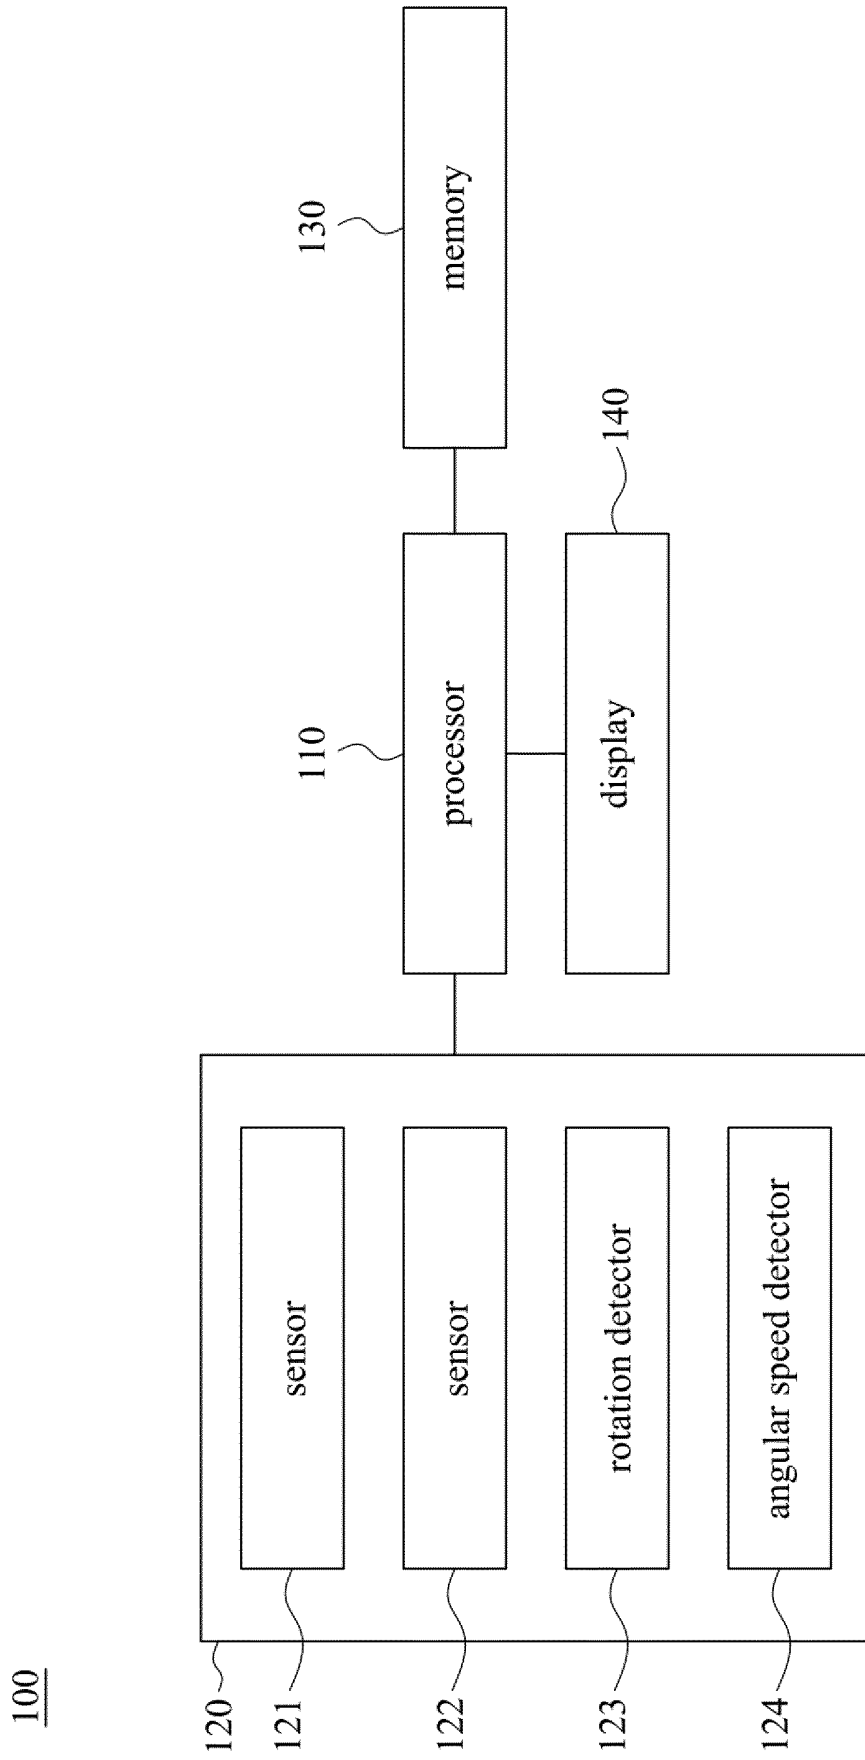 100
120
121
sensor
122
sensor
123
rotation detector
124
angular speed detector
110
processor
140
display
130
memory